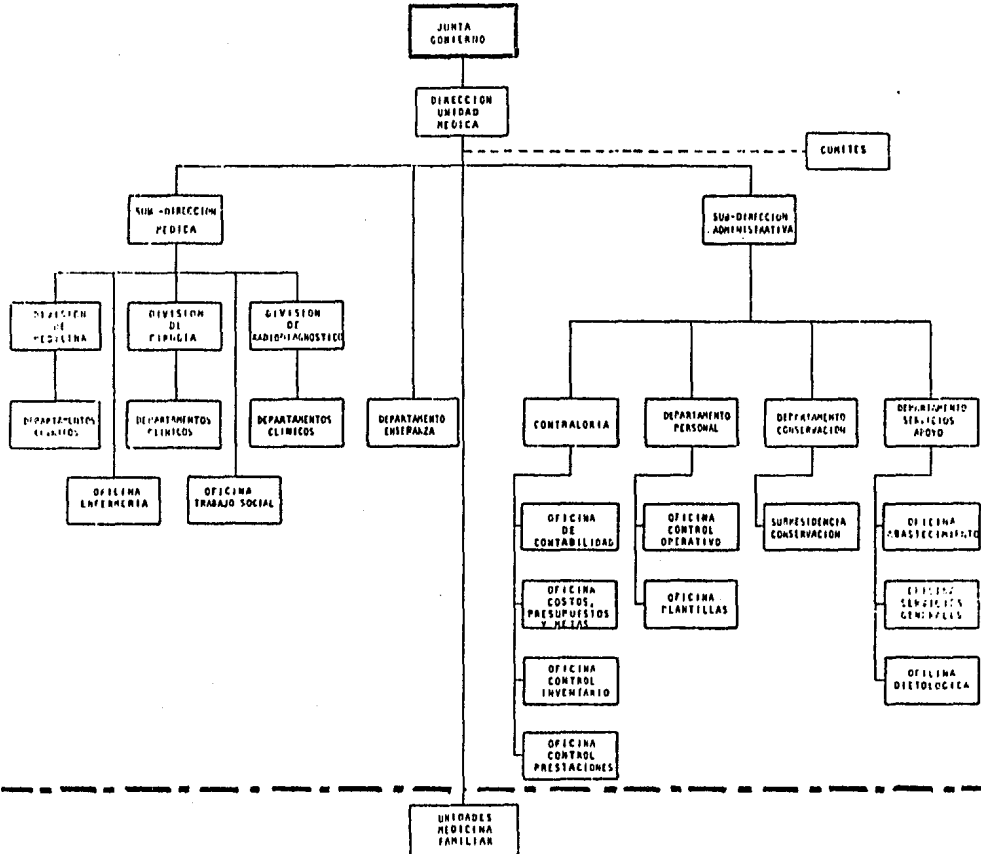 JUNTA
GOBIERNO
DIRECCION
UNIDAD
MEDICA
COMITES
SUB-DIRECCION
MEDICA
SUB-DIRECCION
ADMINISTRATIVA
DIVISION
DE
MEDICINA
DIVISION
DE
CIRUGIA
DIVISION
DE
RADIODIAGNOSTICO
DEPARTAMENTOS
CLINICOS
DEPARTAMENTOS
CLINICOS
DEPARTAMENTOS
CLINICOS
DEPARTAMENTO
ENSEÑANZA
CONTRALORIA
DEPARTAMENTO
PERSONAL
DEPARTAMENTO
CONSERVACION
DEPARTAMENTO
SERVICIOS
APOYO
OFICINA
ENFERMERIA
OFICINA
TRABAJO SOCIAL
OFICINA
DE
CONTABILIDAD
OFICINA
CONTROL
OPERATIVO
SUBRESIDENCIA
CONSERVACION
OFICINA
ABASTECIMIENTO
OFICINA
COSTOS,
PRESUPUESTOS
Y METAS
OFICINA
PLANTILLAS
OFICINA
SERVICIOS
GENERALES
OFICINA
CONTROL
INVENTARIO
OFICINA
DIETOLOGICA
OFICINA
CONTROL
PRESTACIONES
UNIDADES
MEDICINA
FAMILIAR